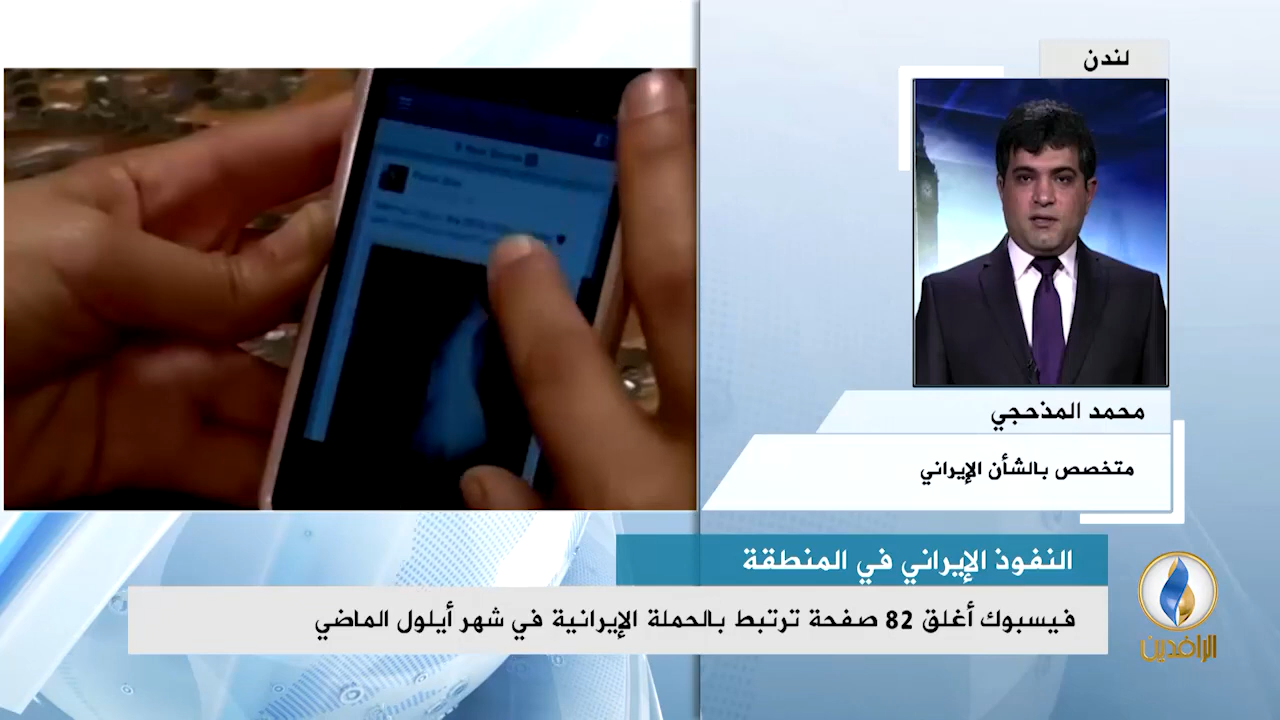 لندن
محمد المذحجي
متخصص بالشأن الإيراني
النفوذ الإيراني في المنطقة
فيسبوك أغلق 82 صفحة ترتبط بالحملة الإيرانية في شهر أيلول الماضي
الرافدين